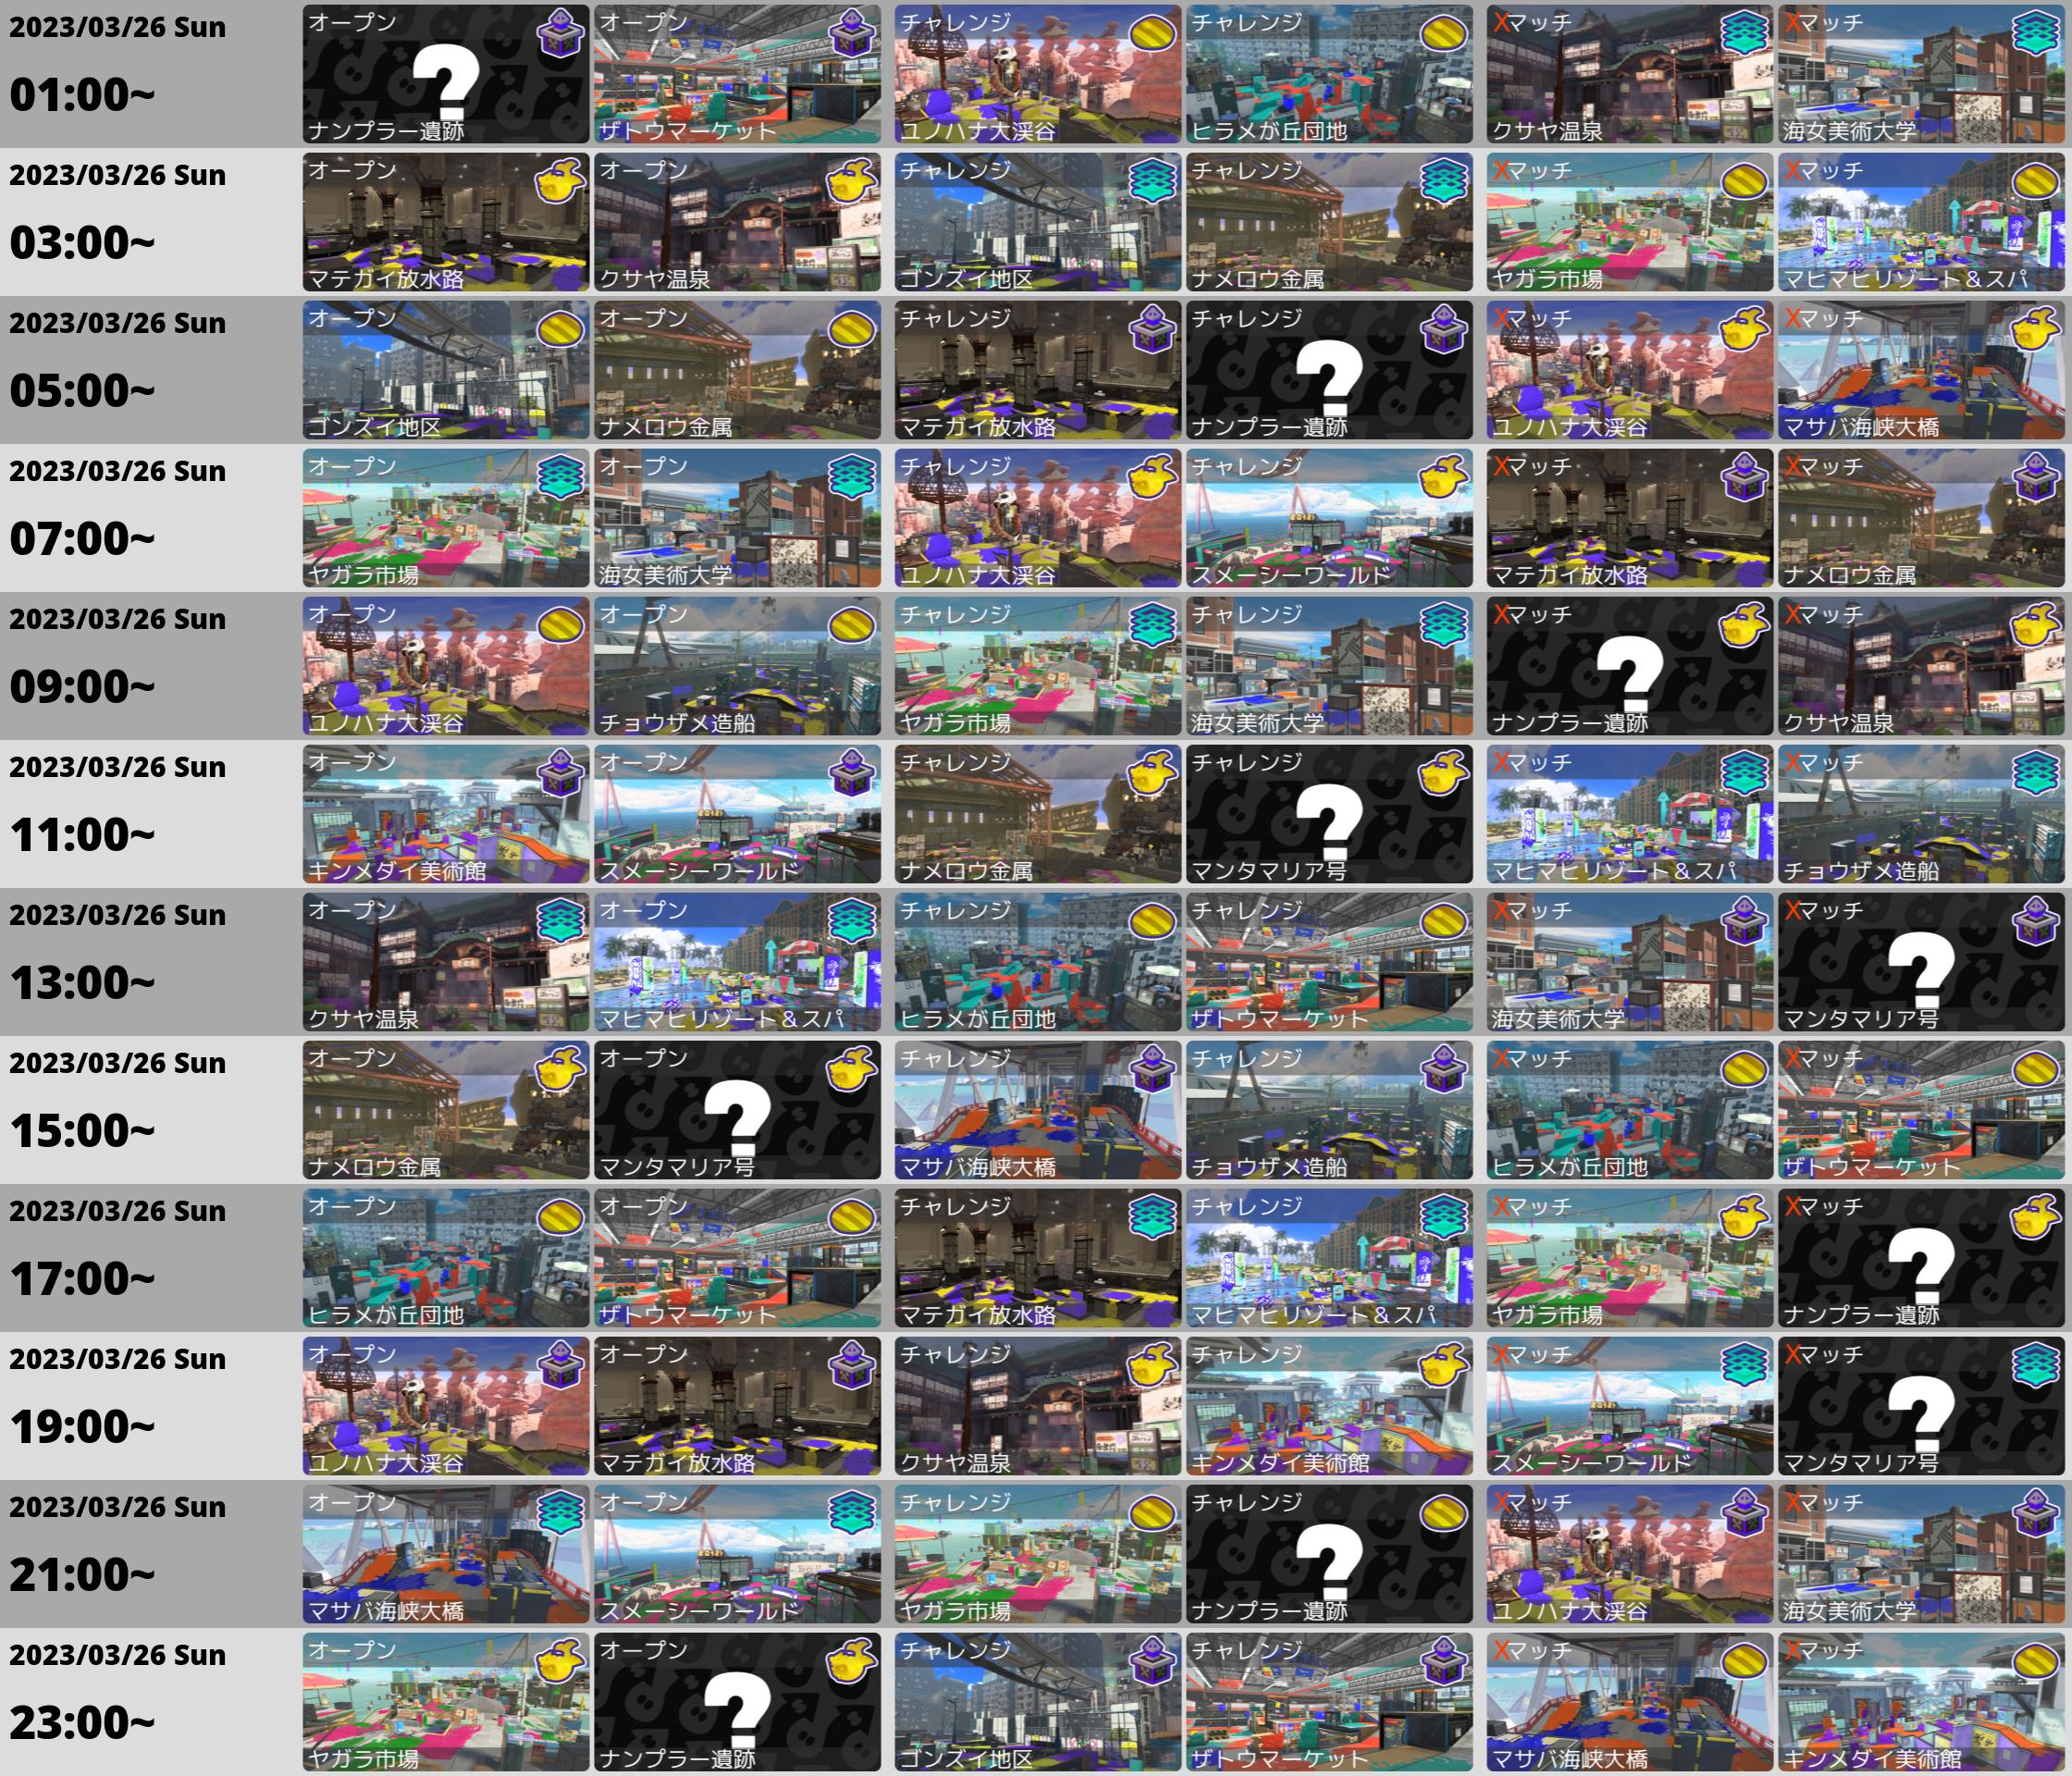 2023/03/26 Sun
01:00~
オープン オープン チャレンジ チャレンジ Xマッチ Xマッチ
ナンプラー遺跡 ザトウマーケット ユノハナ大渓谷 ヒラメが丘団地 クサヤ温泉 海女美術大学
2023/03/26 Sun
03:00~
オープン オープン チャレンジ チャレンジ Xマッチ Xマッチ
マテガイ放水路 クサヤ温泉 ゴンズイ地区 ナメロウ金属 ヤガラ市場 マヒマヒリゾート&スパ
2023/03/26 Sun
05:00~
オープン オープン チャレンジ チャレンジ Xマッチ Xマッチ
ゴンズイ地区 ナメロウ金属 マテガイ放水路 ナンプラー遺跡 ユノハナ大渓谷 マサバ海峡大橋
2023/03/26 Sun
07:00~
オープン オープン チャレンジ チャレンジ Xマッチ Xマッチ
ヤガラ市場 海女美術大学 ユノハナ大渓谷 スメーシーワールド マテガイ放水路 ナメロウ金属
2023/03/26 Sun
09:00~
オープン オープン チャレンジ チャレンジ Xマッチ Xマッチ
ユノハナ大渓谷 チョウザメ造船 ヤガラ市場 海女美術大学 ナンプラー遺跡 クサヤ温泉
2023/03/26 Sun
11:00~
オープン オープン チャレンジ チャレンジ Xマッチ Xマッチ
キンメダイ美術館 スメーシーワールド ナメロウ金属 マンタマリア号 マヒマヒリゾート&スパ チョウザメ造船
2023/03/26 Sun
13:00~
オープン オープン チャレンジ チャレンジ Xマッチ Xマッチ
クサヤ温泉 マヒマヒリゾート&スパ ヒラメが丘団地 ザトウマーケット 海女美術大学 マンタマリア号
2023/03/26 Sun
15:00~
オープン オープン チャレンジ チャレンジ Xマッチ Xマッチ
ナメロウ金属 マンタマリア号 マサバ海峡大橋 チョウザメ造船 ヒラメが丘団地 ザトウマーケット
2023/03/26 Sun
17:00~
オープン オープン チャレンジ チャレンジ Xマッチ Xマッチ
ヒラメが丘団地 ザトウマーケット マテガイ放水路 マヒマヒリゾート&スパ ヤガラ市場 ナンプラー遺跡
2023/03/26 Sun
19:00~
オープン オープン チャレンジ チャレンジ Xマッチ Xマッチ
ユノハナ大渓谷 マテガイ放水路 クサヤ温泉 キンメダイ美術館 スメーシーワールド マンタマリア号
2023/03/26 Sun
21:00~
オープン オープン チャレンジ チャレンジ Xマッチ Xマッチ
マサバ海峡大橋 スメーシーワールド ヤガラ市場 ナンプラー遺跡 ユノハナ大渓谷 海女美術大学
2023/03/26 Sun
23:00~
オープン オープン チャレンジ チャレンジ Xマッチ Xマッチ
ヤガラ市場 ナンプラー遺跡 ゴンズイ地区 ザトウマーケット マサバ海峡大橋 キンメダイ美術館